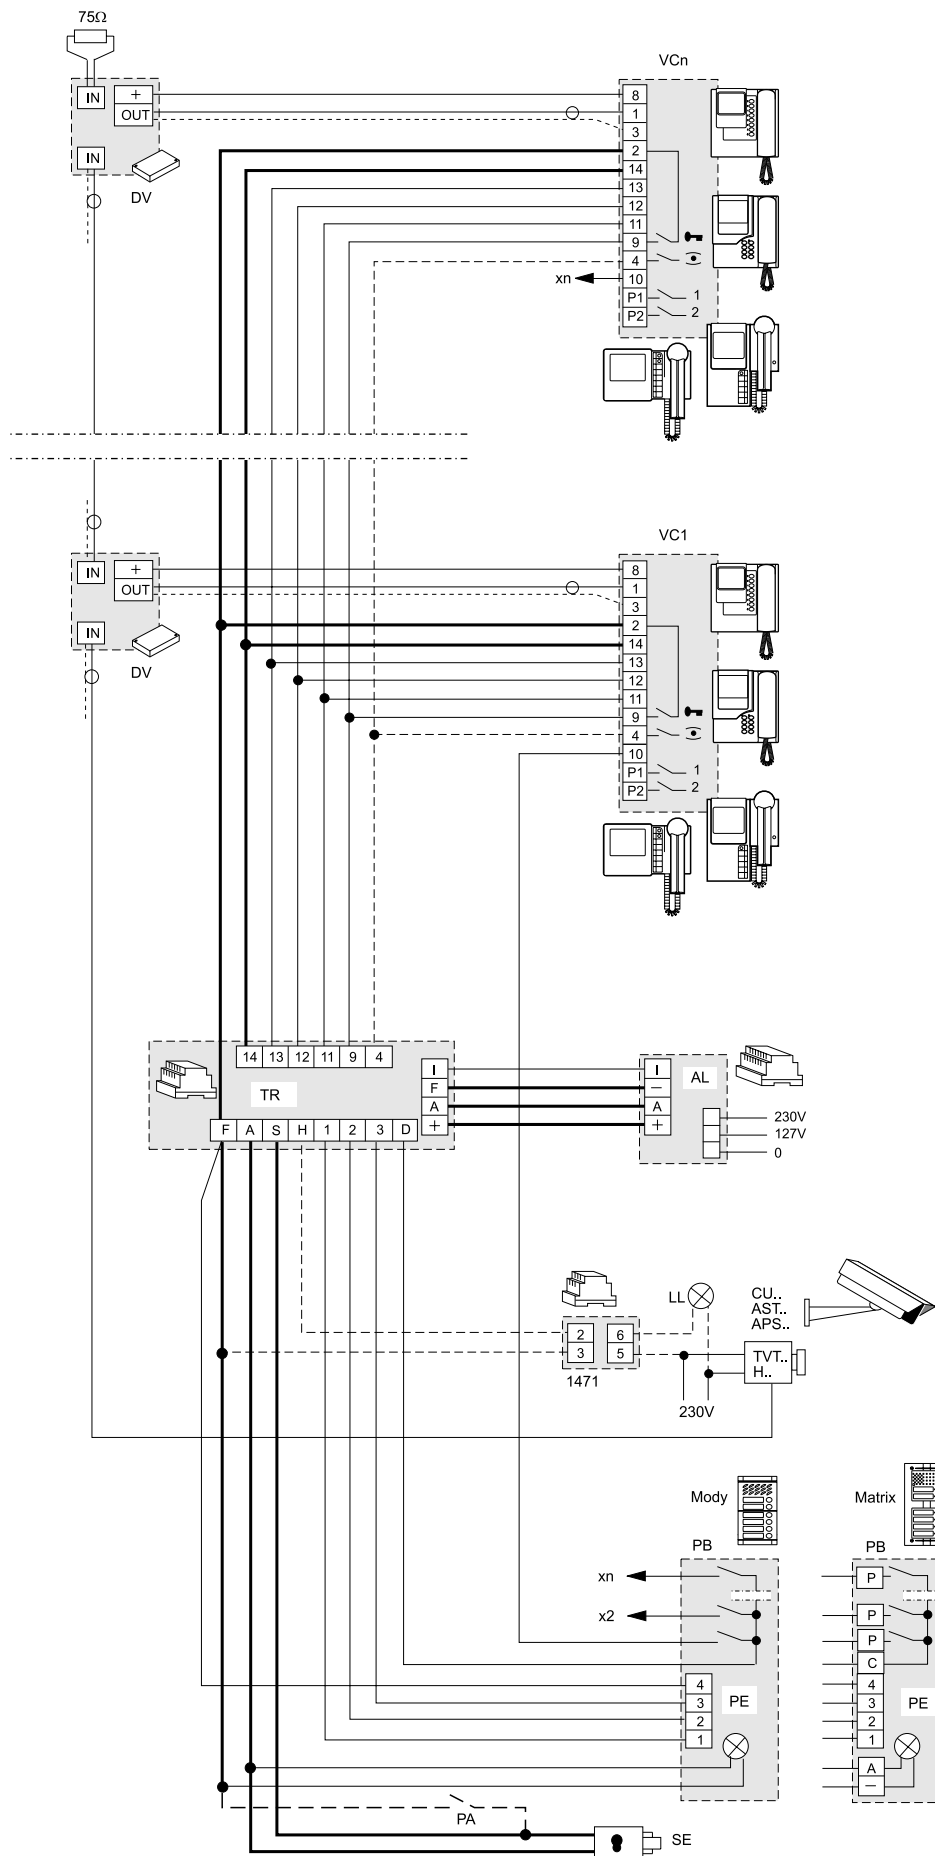 75Ω
VCn
IN
+
OUT
IN
DV
8
1
3
2
14
13
12
11
9
4
10
P1
P2
1
2
xn
VC1
IN
+
OUT
IN
DV
8
1
3
2
14
13
12
11
9
4
10
P1
P2
1
2
14 13 12 11 9 4
TR
I
F
A
+
F A S H 1 2 3 D
I
−
A
+
AL
230V
127V
0
LL
CU..
AST..
APS..
2 6
3 5
1471
TVT..
H..
230V
Mody
Matrix
PB
PB
xn
x2
P
P
P
C
4
3
2
1
PE
4
3
2
1
PE
A
−
PA
SE